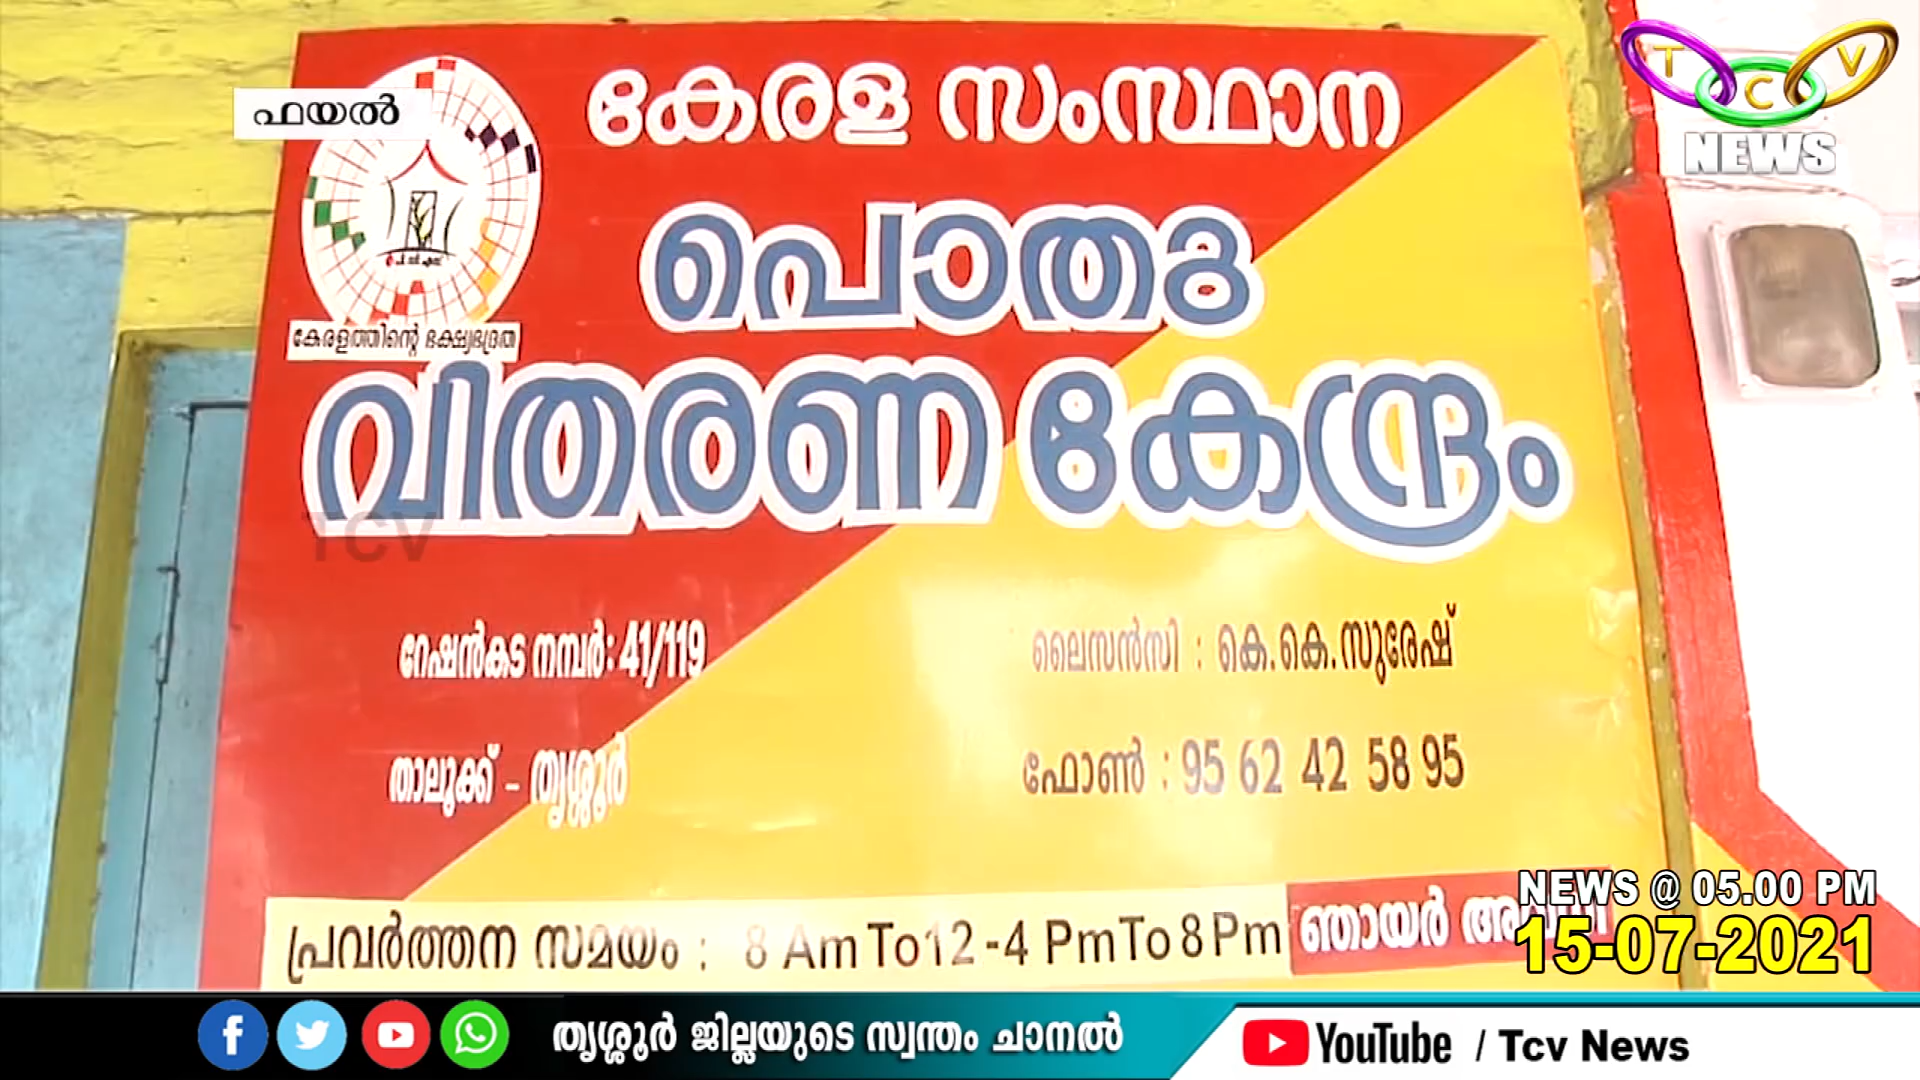 ഫയൽ
കേരള സംസ്ഥാന
പൊതു
വിതരണ കേന്ദ്രം
കേരളത്തിന്റെ ഭക്ഷ്യഭദ്രത
റേഷൻകട നമ്പർ: 41/119
ലൈസൻസി : കെ.കെ.സുരേഷ്
താലൂക്ക് - തൃശ്ശൂർ
ഫോൺ : 95 62 42 58 95
പ്രവർത്തന സമയം : 8 Am To 12 - 4 Pm To 8 Pm ഞായർ
T C V
NEWS
TCV
NEWS @ 05.00 PM
15-07-2021
തൃശ്ശൂർ ജില്ലയുടെ സ്വന്തം ചാനൽ
YouTube / Tcv News